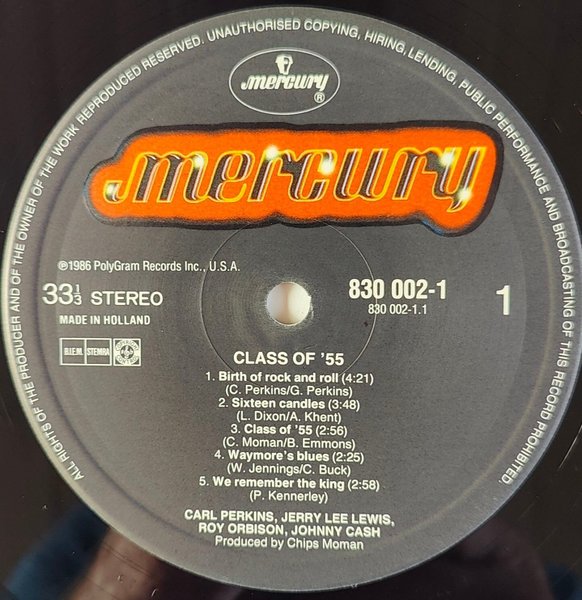 ALL RIGHTS OF THE PRODUCER AND OF THE OWNER OF THE WORK REPRODUCED RESERVED. UNAUTHORISED COPYING, HIRING, LENDING, PUBLIC PERFORMANCE AND BROADCASTING OF THIS RECORD PROHIBITED.
mercury
®
mercury
℗1986 PolyGram Records Inc., U.S.A.
33 1/3 STEREO
MADE IN HOLLAND
830 002-1
830 002-1.1
1
B.I.E.M. STEMRA
CLASS OF '55
1. Birth of rock and roll (4:21)
(C. Perkins/G. Perkins)
2. Sixteen candles (3:48)
(L. Dixon/A. Khent)
3. Class of '55 (2:56)
(C. Moman/B. Emmons)
4. Waymore's blues (2:25)
(W. Jennings/C. Buck)
5. We remember the king (2:58)
(P. Kennerley)
CARL PERKINS, JERRY LEE LEWIS,
ROY ORBISON, JOHNNY CASH
Produced by Chips Moman